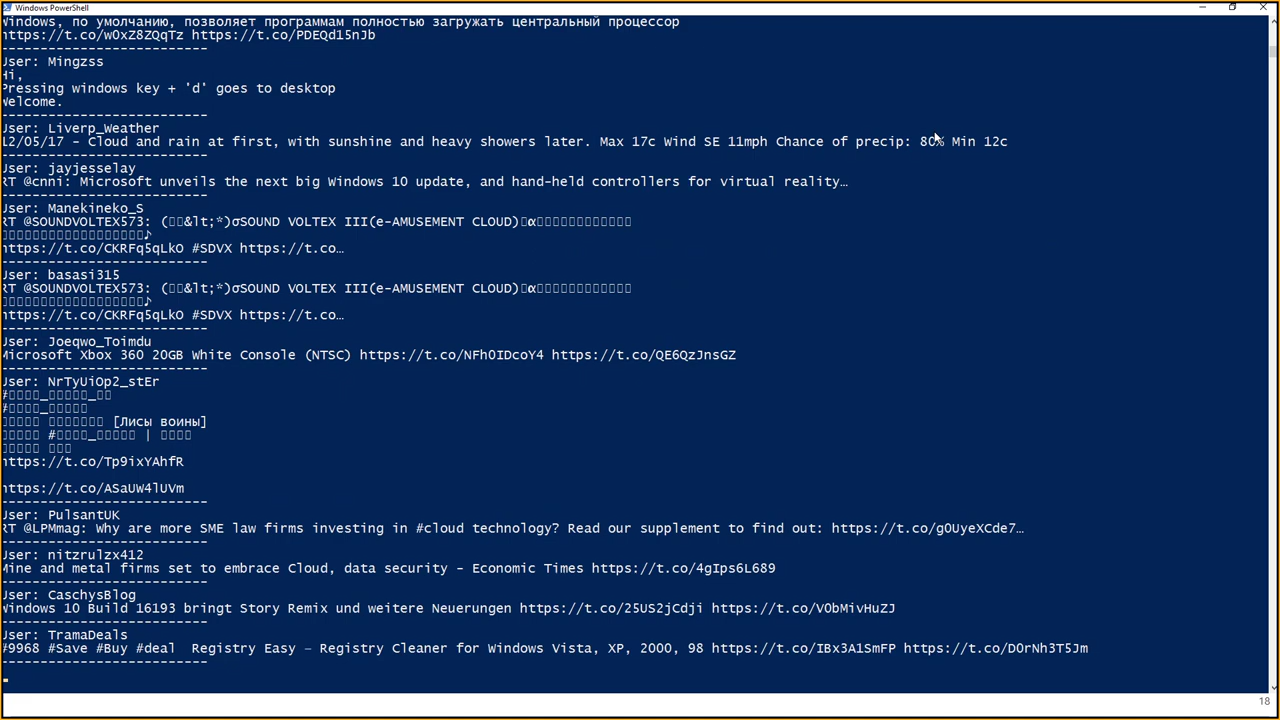 Windows PowerShell
Windows, по умолчанию, позволяет программам полностью загружать центральный процессор
https://t.co/w0xZ8ZQqTz https://t.co/PDEQd15nJb
--------------------------
User: Mingzss
Hi,
Pressing windows key + 'd' goes to desktop
Welcome.
--------------------------
User: Liverp_Weather
12/05/17 - Cloud and rain at first, with sunshine and heavy showers later. Max 17c Wind SE 11mph Chance of precip: 80% Min 12c
--------------------------
User: jayjesselay
RT @cnni: Microsoft unveils the next big Windows 10 update, and hand-held controllers for virtual reality…
--------------------------
User: Manekineko_S
RT @SOUNDVOLTEX573: (&lt;*)σSOUND VOLTEX III(e-AMUSEMENT CLOUD)α
♪
https://t.co/CKRFq5qLkO #SDVX https://t.co…
--------------------------
User: basasi315
RT @SOUNDVOLTEX573: (&lt;*)σSOUND VOLTEX III(e-AMUSEMENT CLOUD)α
♪
https://t.co/CKRFq5qLkO #SDVX https://t.co…
--------------------------
User: Joeqwo_Toimdu
Microsoft Xbox 360 20GB White Console (NTSC) https://t.co/NFh0IDcoY4 https://t.co/QE6QzJnsGZ
--------------------------
User: NrTyUiOp2_stEr
#_ _
#_
[Лисы воины]
#_ |
https://t.co/Tp9ixYAhfR
https://t.co/ASaUW4lUVm
--------------------------
User: PulsantUK
RT @LPMmag: Why are more SME law firms investing in #cloud technology? Read our supplement to find out: https://t.co/g0UyeXCde7…
--------------------------
User: nitzrulzx412
Mine and metal firms set to embrace Cloud, data security - Economic Times https://t.co/4gIps6L689
--------------------------
User: CaschysBlog
Windows 10 Build 16193 bringt Story Remix und weitere Neuerungen https://t.co/25US2jCdji https://t.co/VObMivHuZJ
--------------------------
User: TramaDeals
#9968 #Save #Buy #deal  Registry Easy – Registry Cleaner for Windows Vista, XP, 2000, 98 https://t.co/IBx3A1SmFP https://t.co/D0rNh3T5Jm
--------------------------
18